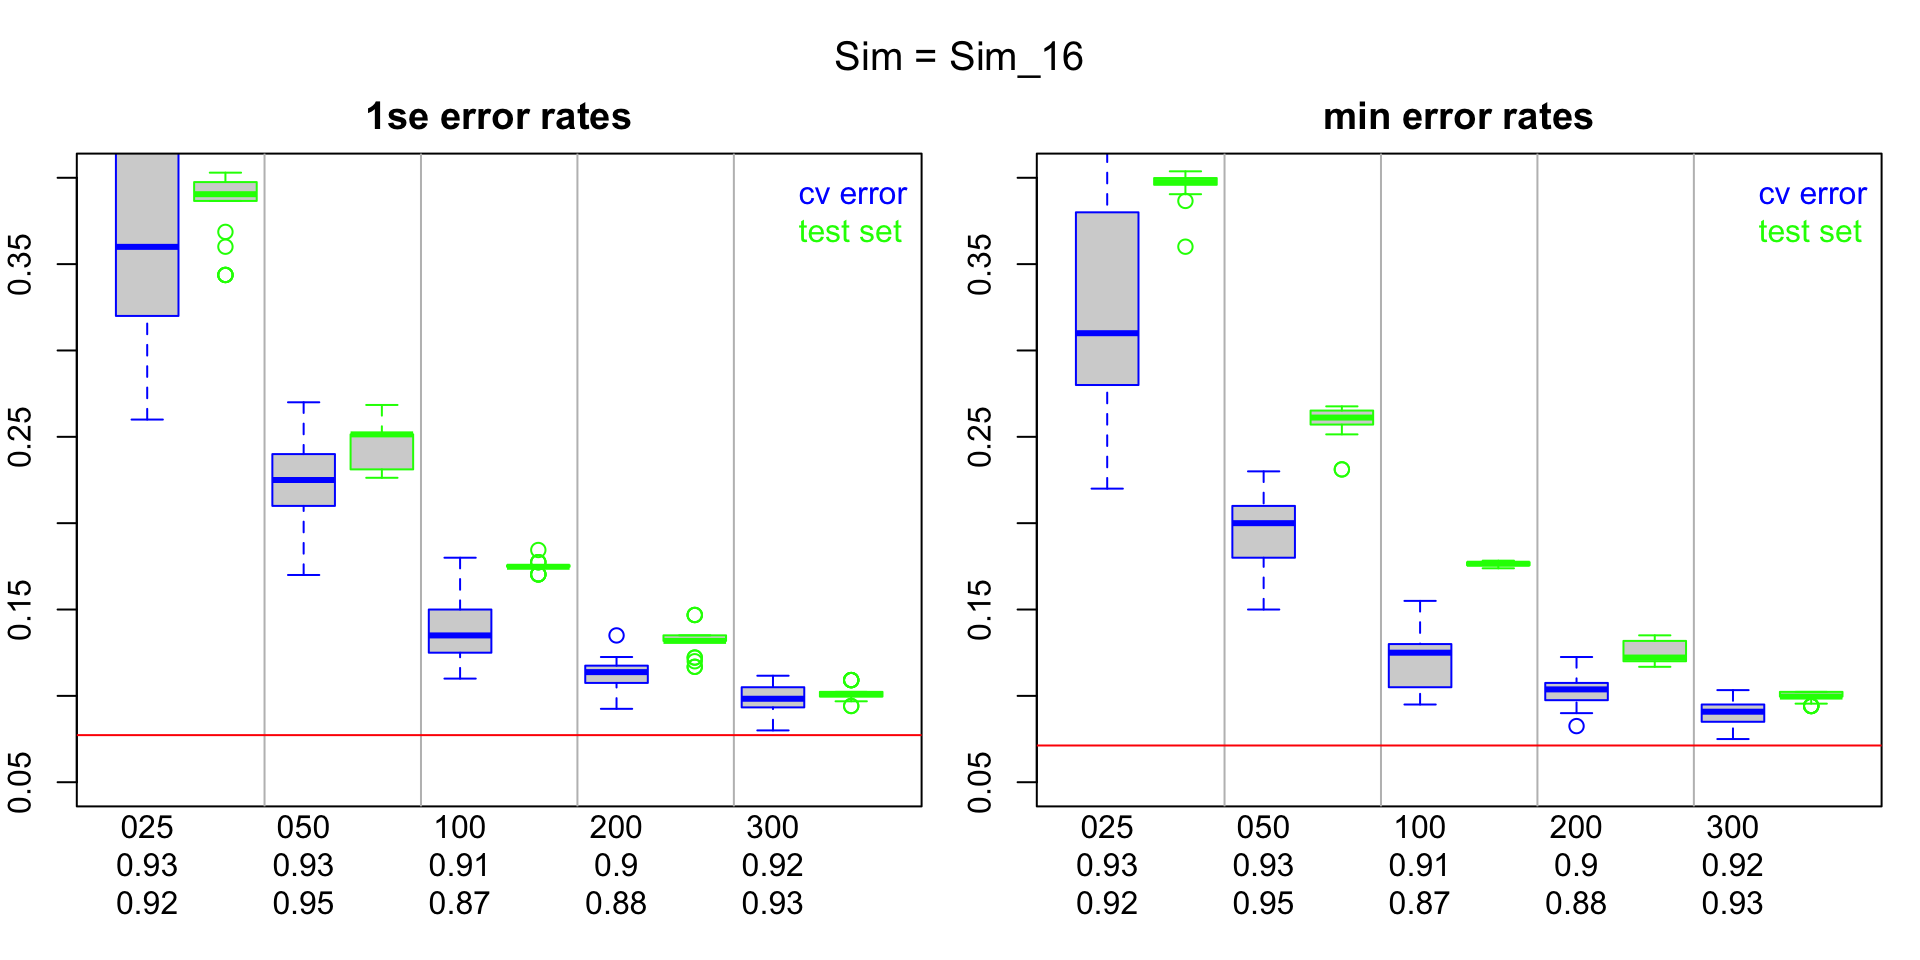 Sim = Sim_16
1se error rates
cv error
test set
0.35
0.25
0.15
0.05
025 050 100 200 300
0.93 0.93 0.91 0.9 0.92
0.92 0.95 0.87 0.88 0.93
min error rates
cv error
test set
0.35
0.25
0.15
0.05
025 050 100 200 300
0.93 0.93 0.91 0.9 0.92
0.92 0.95 0.87 0.88 0.93